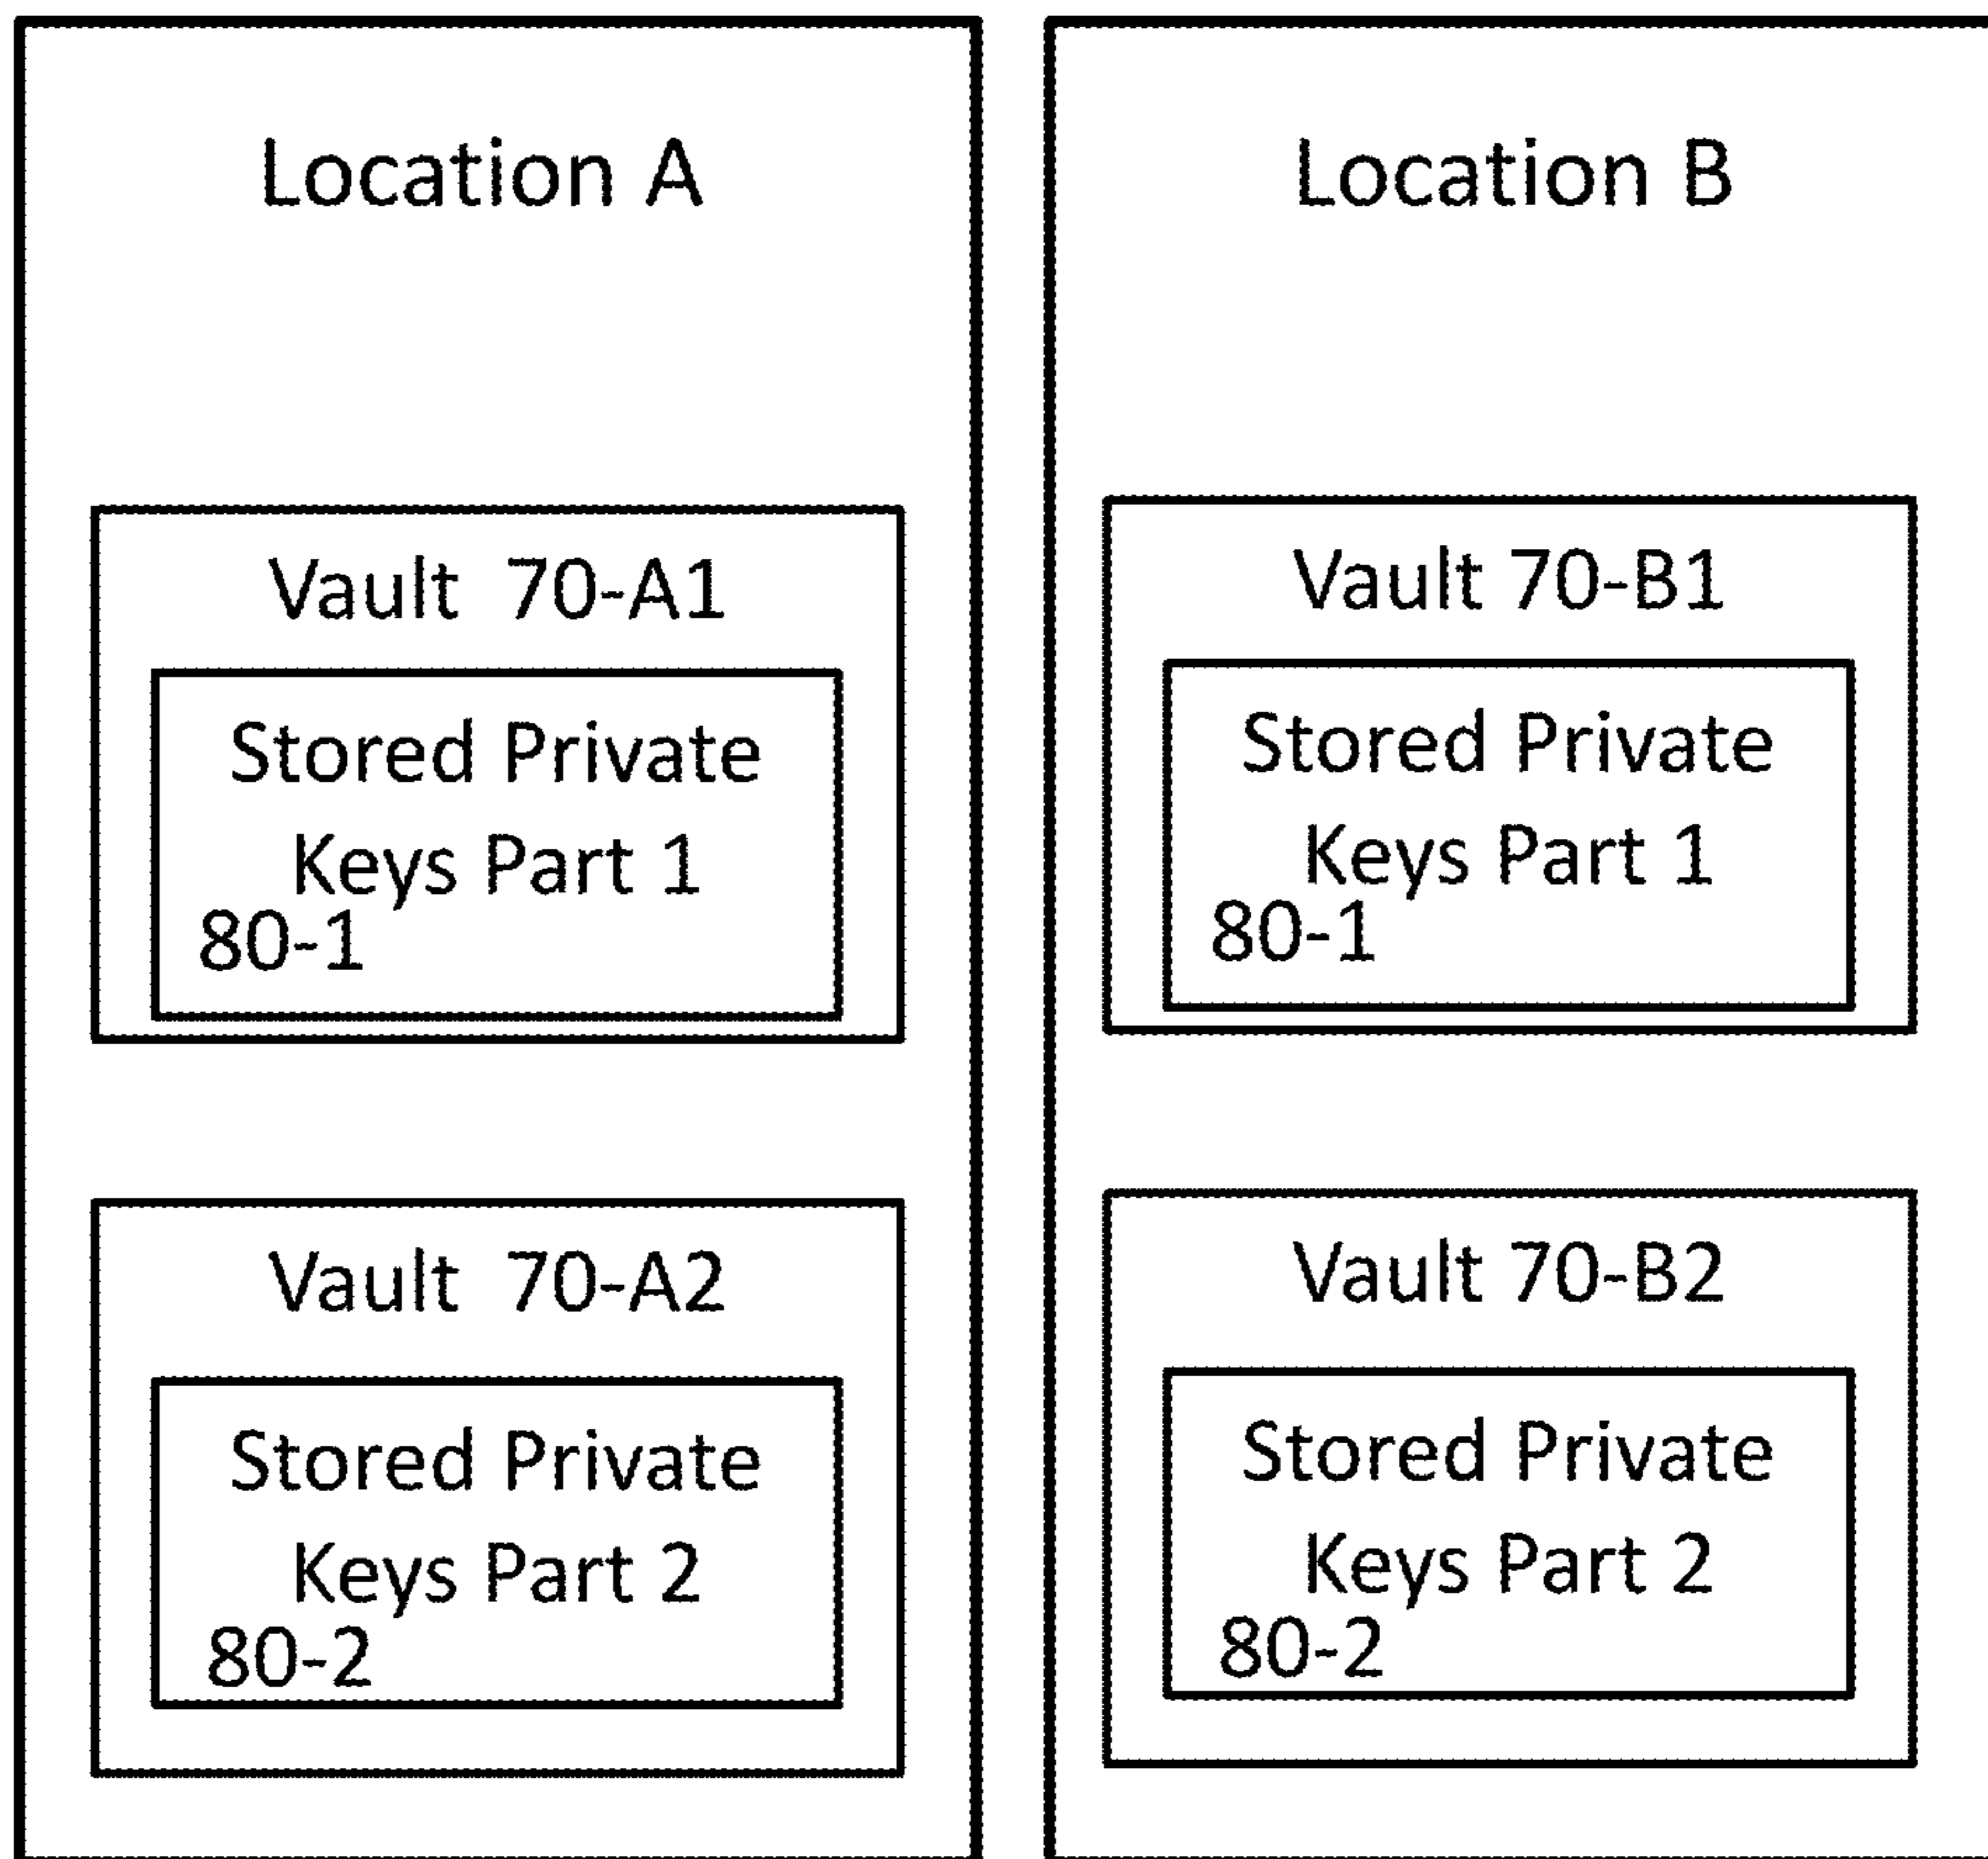 Location A
Vault 70-A1
Stored Private
Keys Part 1
80-1
Vault 70-A2
Stored Private
Keys Part 2
80-2
Location B
Vault 70-B1
Stored Private
Keys Part 1
80-1
Vault 70-B2
Stored Private
Keys Part 2
80-2